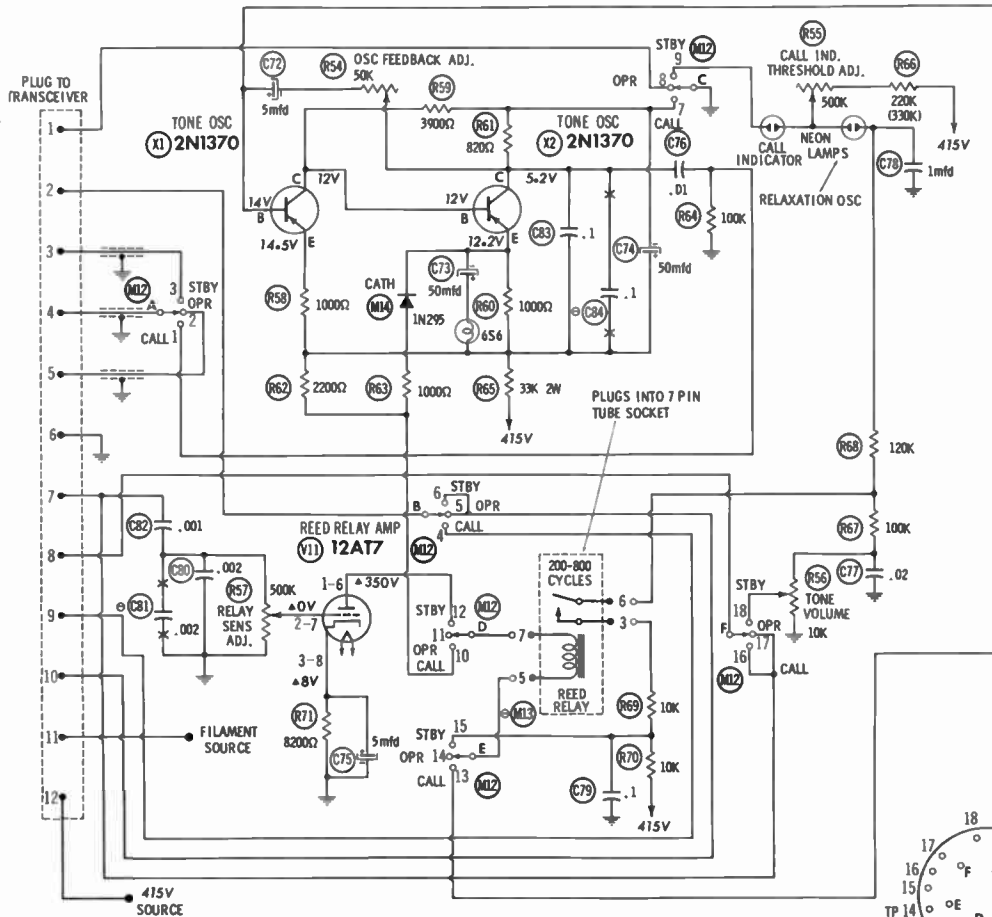 C72
R54
OSC FEEDBACK ADJ.
50K
5mfd
R59
3900Ω
R61
820Ω
STBY
M12
9
OPR
8
C
7
CALL
R55
CALL IND.
THRESHOLD ADJ.
500K
R66
220K
(330K)
415V
PLUG TO
TRANSCEIVER
TONE OSC
X1 2N1370
TONE OSC
X2 2N1370
C76
.D1
R64
100K
CALL
INDICATOR
NEON
LAMPS
RELAXATION OSC
C78
1mfd
1
2
3
4
5
6
7
8
9
10
11
12
C
12V
14V
B
E
14.5V
C
5.2V
12V
B
E
12.2V
C83
.1
C74
50mfd
C84
.1
C73
50mfd
CATH
M14
1N295
R58
1000Ω
R60
1000Ω
6S6
M12
A
3
STBY
OPR
2
CALL
1
R62
2200Ω
R63
1000Ω
R65
33K 2W
415V
PLUGS INTO 7 PIN
TUBE SOCKET
R68
120K
6
STBY
B
5
OPR
CALL
4
M12
REED RELAY AMP
V11 12AT7
C82
.001
C80
.002
R57
500K
RELAY
SENS
ADJ.
C81
.002
1-6
▲350V
▲0V
2-7
3-8
▲8V
R71
8200Ω
C75
5mfd
STBY
12
M12
11
D
OPR
CALL
10
200-800
CYCLES
6
3
7
5
REED
RELAY
M13
R67
100K
C77
.02
R56
TONE
VOLUME
10K
STBY
18
F
OPR
17
16
CALL
M12
R69
10K
R70
10K
C79
.1
415V
STBY
15
OPR
14
E
CALL
13
M12
FILAMENT
SOURCE
415V
SOURCE
18
17
16
15
TP 14
F
E